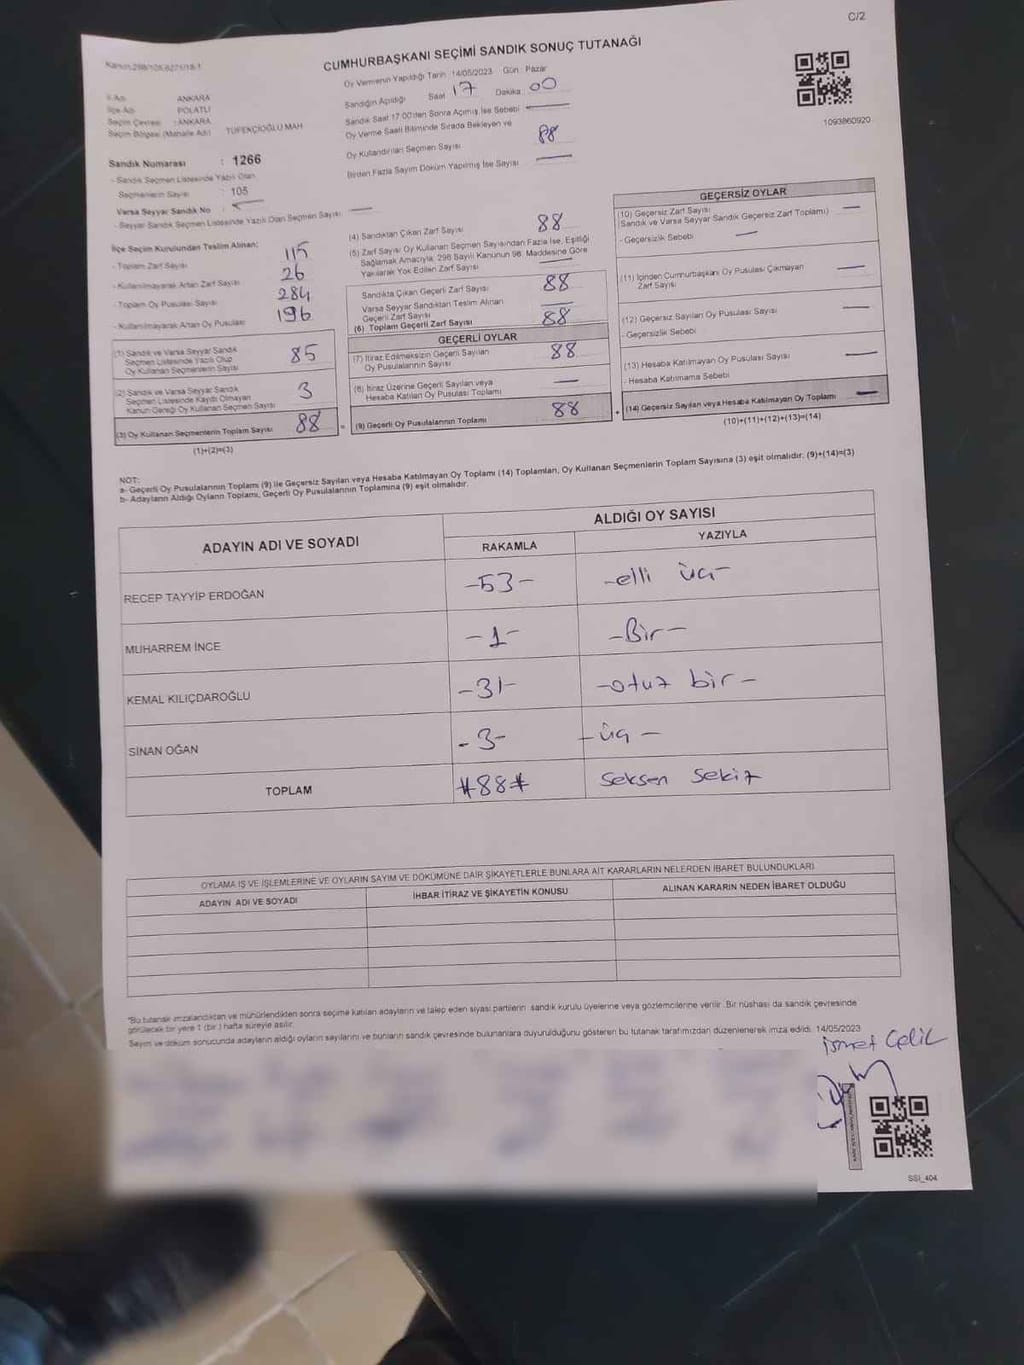 C/2
CUMHURBAŞKANI SEÇİMİ SANDIK SONUÇ TUTANAĞI
Oy Vermenin Yapıldığı Tarih 14/05/2023 Gün : Pazar
Sandığın Açıldığı Saat 17 Dakika 00
Sandık Saat 17:00'den Sonra Açılmış İse Sebebi
Oy Verme Saati Bitiminde Sırada Bekleyen ve
Oy Kullandırılan Seçmen Sayısı 88
Birden Fazla Sayım Döküm Yapılmış İse Sayısı
1093860920
İl Adı : ANKARA
İlçe Adı : POLATLI
Seçim Çevresi : ANKARA
Seçim Bölgesi (Mahalle Adı) TÜFENÇİOĞLU MAH
Sandık Numarası : 1266
- Sandık Seçmen Listesinde Yazılı Olan
Seçmenlerin Sayısı : 105
Varsa Seyyar Sandık No :
- Seyyar Sandık Seçmen Listesinde Yazılı Olan Seçmen Sayısı
İlçe Seçim Kurulundan Teslim Alınan:
- Toplam Zarf Sayısı 115
- Kullanılmayarak Artan Zarf Sayısı 26
- Toplam Oy Pusulası Sayısı 284
- Kullanılmayarak Artan Oy Pusulası 196
(1) Sandık ve Varsa Seyyar Sandık
Seçmen Listesinde Yazılı Olup
Oy Kullanan Seçmenlerin Sayısı 85
(2) Sandık ve Varsa Seyyar Sandık
Seçmen Listesinde Kaydı Olmayan
Kanun Gereği Oy Kullanan Seçmen Sayısı 3
(3) Oy Kullanan Seçmenlerin Toplam Sayısı 88
(1)+(2)=(3)
(4) Sandıktan Çıkan Zarf Sayısı 88
(5) Zarf Sayısı Oy Kullanan Seçmen Sayısından Fazla İse, Eşitliği
Sağlamak Amacıyla, 298 Sayılı Kanunun 98. Maddesine Göre
Yakılarak Yok Edilen Zarf Sayısı
Sandıkta Çıkan Geçerli Zarf Sayısı 88
Varsa Seyyar Sandıktan Teslim Alınan
Geçerli Zarf Sayısı
(6) Toplam Geçerli Zarf Sayısı 88
GEÇERLİ OYLAR
(7) İtiraz Edilmeksizin Geçerli Sayılan
Oy Pusulalarının Sayısı 88
(8) İtiraz Üzerine Geçerli Sayılan veya
Hesaba Katılan Oy Pusulası Toplamı
= (9) Geçerli Oy Pusulalarının Toplamı 88
GEÇERSİZ OYLAR
(10) Geçersiz Zarf Sayısı
Sandık ve Varsa Seyyar Sandık Geçersiz Zarf Toplamı)
- Geçersizlik Sebebi
(11) İçinden Cumhurbaşkanı Oy Pusulası Çıkmayan
Zarf Sayısı
(12) Geçersiz Sayılan Oy Pusulası Sayısı
- Geçersizlik Sebebi
(13) Hesaba Katılmayan Oy Pusulası Sayısı
- Hesaba Katılmama Sebebi
+ (14) Geçersiz Sayılan veya Hesaba Katılmayan Oy Toplamı
(10)+(11)+(12)+(13)=(14)
NOT:
a- Geçerli Oy Pusulalarının Toplamı (9) ile Geçersiz Sayılan veya Hesaba Katılmayan Oy Toplamı (14) Toplamları, Oy Kullanan Seçmenlerin Toplam Sayısına (3) eşit olmalıdır. (9)+(14)=(3)
b- Adayların Aldığı Oyların Toplamı, Geçerli Oy Pusulalarının Toplamına (9) eşit olmalıdır.
ADAYIN ADI VE SOYADI ALDIĞI OY SAYISI
RAKAMLA YAZIYLA
RECEP TAYYİP ERDOĞAN -53- -elli üç-
MUHARREM İNCE -1- -Bir-
KEMAL KILIÇDAROĞLU -31- -otuz bir-
SİNAN OĞAN -3- -üç-
TOPLAM #88# Seksen Sekiz
OYLAMA İŞ VE İŞLEMLERİNE VE OYLARIN SAYIM VE DÖKÜMÜNE DAİR ŞİKAYETLERLE BUNLARA AİT KARARLARIN NELERDEN İBARET BULUNDUKLARI
ADAYIN ADI VE SOYADI İHBAR İTİRAZ VE ŞİKAYETİN KONUSU ALINAN KARARIN NEDEN İBARET OLDUĞU
*Bu tutanak imzalandıktan ve mühürlendikten sonra seçime katılan adayların ve talep eden siyasi partilerin sandık kurulu üyelerine veya gözlemcilerine verilir. Bir nüshası da sandık çevresinde
görülecek bir yere 1 (bir) hafta süreyle asılır.
Sayım ve döküm sonucunda adayların aldığı oyların sayılarını ve bunların sandık çevresinde bulunanlara duyurulduğunu gösteren bu tutanak tarafımızdan düzenlenerek imza edildi. 14/05/2023
ismet Çelik
SSI_404